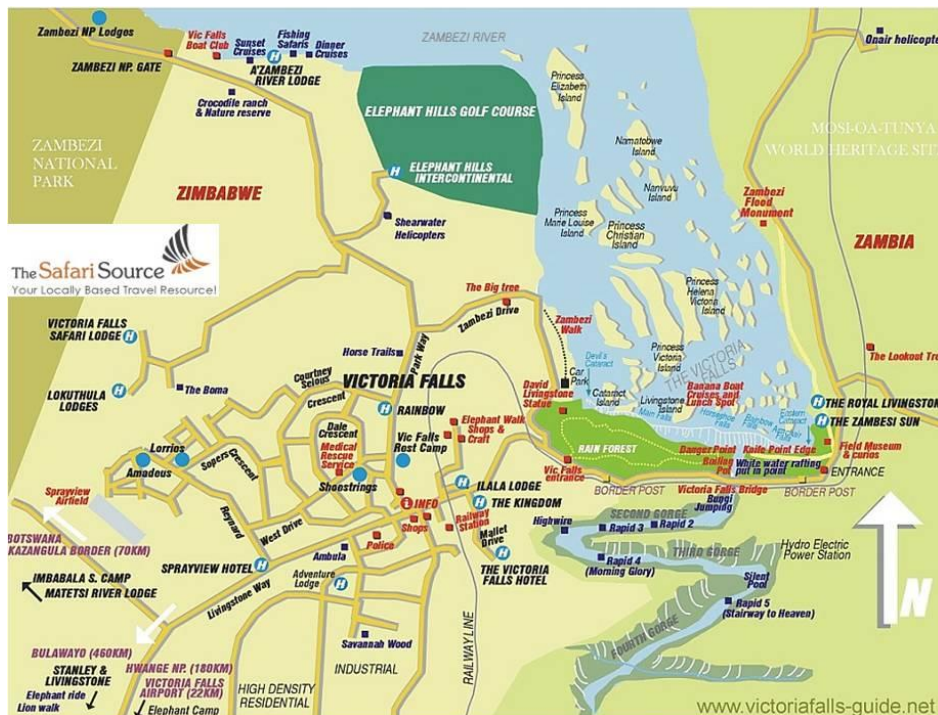 Zambezi NP Lodges
Vic Falls
Boat Club
Sunset
Cruises
Fishing
Safaris
Dinner
Cruises
ZAMBEZI RIVER
Onair helicopte
ZAMBEZI NP. GATE
A'ZAMBEZI
RIVER LODGE
Crocodile ranch
& Nature reserve
Princess
Elizabeth
Island
ELEPHANT HILLS GOLF COURSE
MOSI-OA-TUNYA
WORLD HERITAGE SIT
ZAMBEZI
NATIONAL
PARK
Namatobwe
Island
ZIMBABWE
ELEPHANT HILLS
INTERCONTINENTAL
Nanvuvu
Island
Zambezi
Flood
Monument
Princess
Marie Louise
Island
Princess
Christian
Island
Shearwater
Helicopters
ZAMBIA
The Safari Source
Your Locally Based Travel Resource!
Princess
Helena
Victoria
Island
The Big tree
Zambezi Drive
Zambezi
Walk
VICTORIA FALLS
SAFARI LODGE
Horse Trails
Park Way
Princess
Victoria
Island
THE VICTORIA
FALLS
The Lookout Tre
Devil's
Cataract
Car
Park
VICTORIA FALLS
Courtney
Selous
Crescent
The Boma
LOKUTHULA
LODGES
David
Livingstone
Statue
Cataract
Island
Livingstone
Island
Banana Boat
Cruises and
Lunch Spot
Main Falls
Horseshoe
Falls
Rainbow
Falls
Eastern
Cataract
THE ROYAL LIVINGSTON
THE ZAMBESI SUN
RAINBOW
Elephant Walk
Shops &
Craft
Dale
Crescent
Vic Falls
Rest Camp
Medical
Rescue
Service
Lorrios
Amadeus
Sopers
Crescent
Shoestrings
RAIN FOREST
Danger Point
Knife Point Edge
Boiling
Pot
White water rafting
put in point
Field Museum
& curios
ENTRANCE
Vic Falls
entrance
BORDER POST
Victoria Falls Bridge
BORDER POST
Bungi
Jumping
Sprayview
Airfield
Reynard
West Drive
INFO
Shops
ILALA LODGE
THE KINGDOM
Railway
Station
Mallet
Drive
Highwire
SECOND GORGE
Rapid 3
Rapid 2
BOTSWANA
KAZANGULA BORDER (70KM)
Police
Ambula
SPRAYVIEW HOTEL
Adventure
Lodge
THE VICTORIA
FALLS HOTEL
THIRD GORGE
Rapid 4
(Morning Glory)
Hydro Electric
Power Station
IMBABALA S. CAMP
MATETSI RIVER LODGE
Livingstone Way
Silent
Pool
Rapid 5
(Stairway to Heaven)
N
Savannah Wood
RAILWAY LINE
FOURTH GORGE
BULAWAYO (460KM)
HWANGE NP. (180KM)
STANLEY &
LIVINGSTONE
VICTORIA FALLS
AIRPORT (22KM)
INDUSTRIAL
Elephant ride
Lion walk
Elephant Camp
HIGH DENSITY
RESIDENTIAL
www.victoriafalls-guide.net